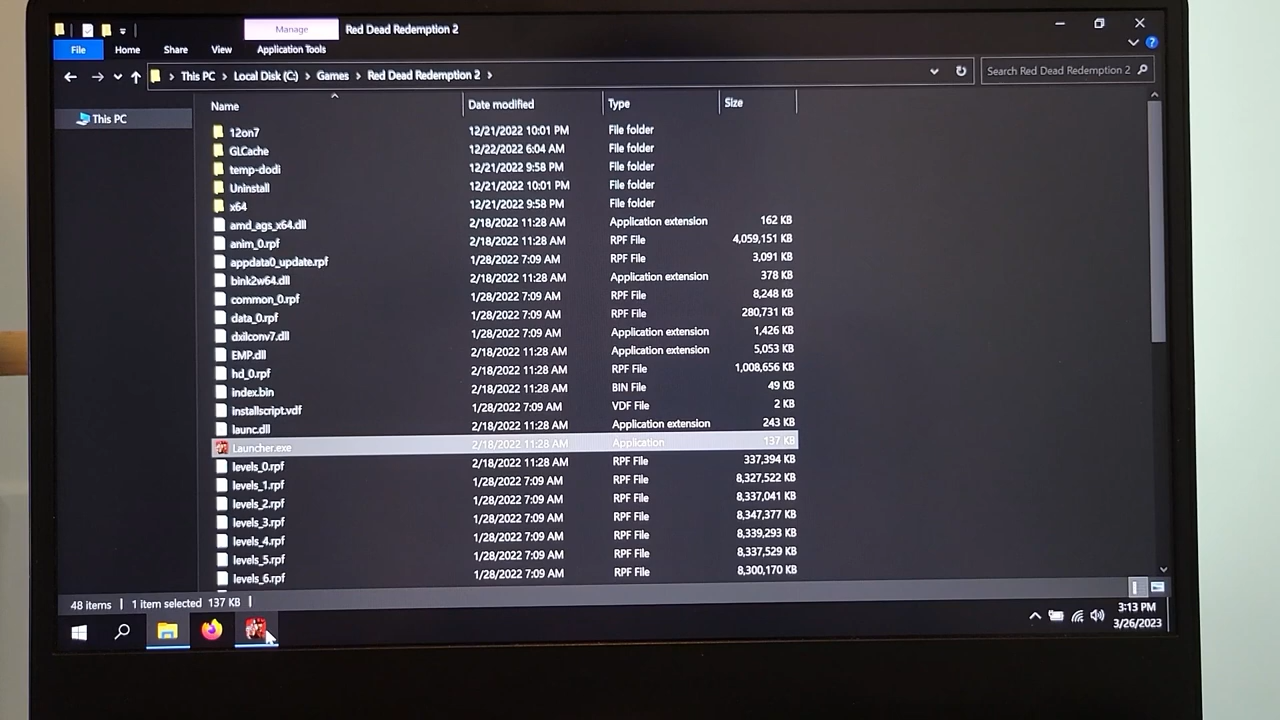 Manage
Red Dead Redemption 2
File Home Share View Application Tools
This PC Local Disk (C:) Games Red Dead Redemption 2
Search Red Dead Redemption 2
This PC
Name Date modified Type Size
12on7 12/21/2022 10:01 PM File folder
GLCache 12/22/2022 6:04 AM File folder
temp-dodi 12/21/2022 9:58 PM File folder
Uninstall 12/21/2022 10:01 PM File folder
x64 12/21/2022 9:58 PM File folder
amd_ags_x64.dll 2/18/2022 11:28 AM Application extension 162 KB
anim_0.rpf 2/18/2022 11:28 AM RPF File 4,059,151 KB
appdata0_update.rpf 1/28/2022 7:09 AM RPF File 3,091 KB
bink2w64.dll 2/18/2022 11:28 AM Application extension 378 KB
common_0.rpf 1/28/2022 7:09 AM RPF File 8,248 KB
data_0.rpf 1/28/2022 7:09 AM RPF File 280,731 KB
dxilconv7.dll 1/28/2022 7:09 AM Application extension 1,426 KB
EMP.dll 2/18/2022 11:28 AM Application extension 5,053 KB
hd_0.rpf 2/18/2022 11:28 AM RPF File 1,008,656 KB
index.bin 2/18/2022 11:28 AM BIN File 49 KB
installscript.vdf 1/28/2022 7:09 AM VDF File 2 KB
launc.dll 2/18/2022 11:28 AM Application extension 243 KB
Launcher.exe 2/18/2022 11:28 AM Application 137 KB
levels_0.rpf 2/18/2022 11:28 AM RPF File 337,394 KB
levels_1.rpf 1/28/2022 7:09 AM RPF File 8,327,522 KB
levels_2.rpf 1/28/2022 7:09 AM RPF File 8,337,041 KB
levels_3.rpf 1/28/2022 7:09 AM RPF File 8,347,377 KB
levels_4.rpf 1/28/2022 7:09 AM RPF File 8,339,293 KB
levels_5.rpf 1/28/2022 7:09 AM RPF File 8,337,529 KB
levels_6.rpf 1/28/2022 7:09 AM RPF File 8,300,170 KB
48 items 1 item selected 137 KB
3:13 PM
3/26/2023